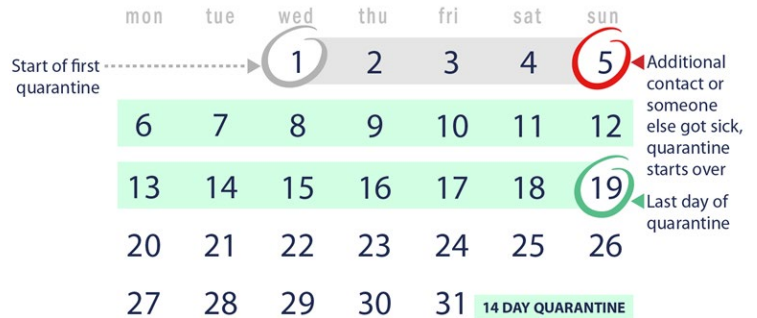 mon tue wed thu fri sat sun
Start of first
quarantine
1 2 3 4 5
Additional
contact or
someone
else got sick,
quarantine
starts over
6 7 8 9 10 11 12
13 14 15 16 17 18 19
Last day of
quarantine
20 21 22 23 24 25 26
27 28 29 30 31 14 DAY QUARANTINE